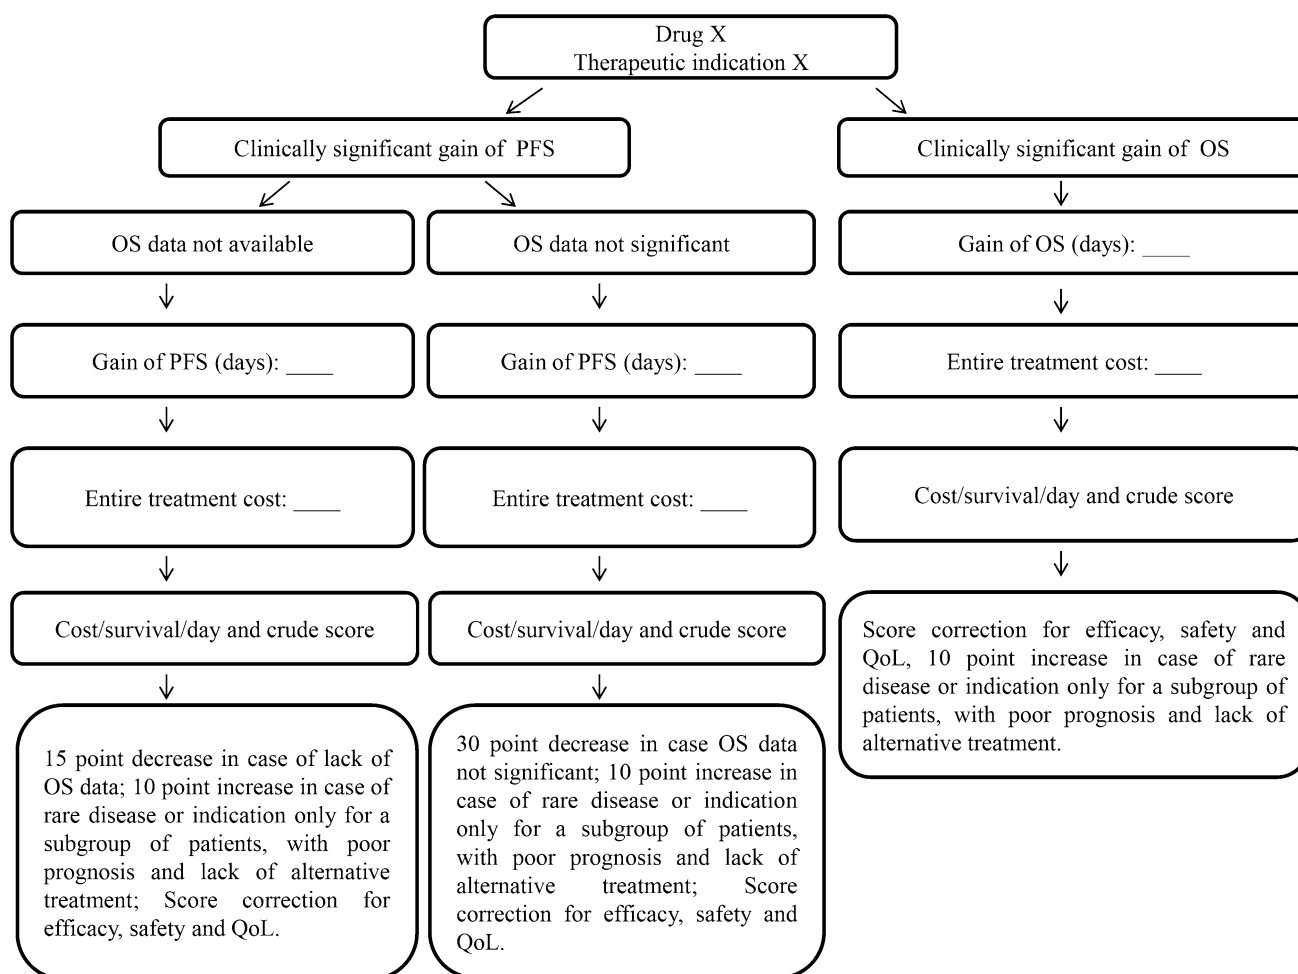 Drug X
Therapeutic indication X
Clinically significant gain of PFS
Clinically significant gain of OS
OS data not available
OS data not significant
Gain of OS (days): ____
Gain of PFS (days): ____
Gain of PFS (days): ____
Entire treatment cost: ____
Entire treatment cost: ____
Entire treatment cost: ____
Cost/survival/day and crude score
Cost/survival/day and crude score
Cost/survival/day and crude score
Score correction for efficacy, safety and
QoL, 10 point increase in case of rare
disease or indication only for a subgroup of
patients, with poor prognosis and lack of
alternative treatment.
15 point decrease in case of lack of
OS data; 10 point increase in case of
rare disease or indication only for a
subgroup of patients, with poor
prognosis and lack of alternative
treatment; Score correction for
efficacy, safety and QoL.
30 point decrease in case OS data
not significant; 10 point increase in
case of rare disease or indication
only for a subgroup of patients,
with poor prognosis and lack of
alternative treatment; Score
correction for efficacy, safety and
QoL.